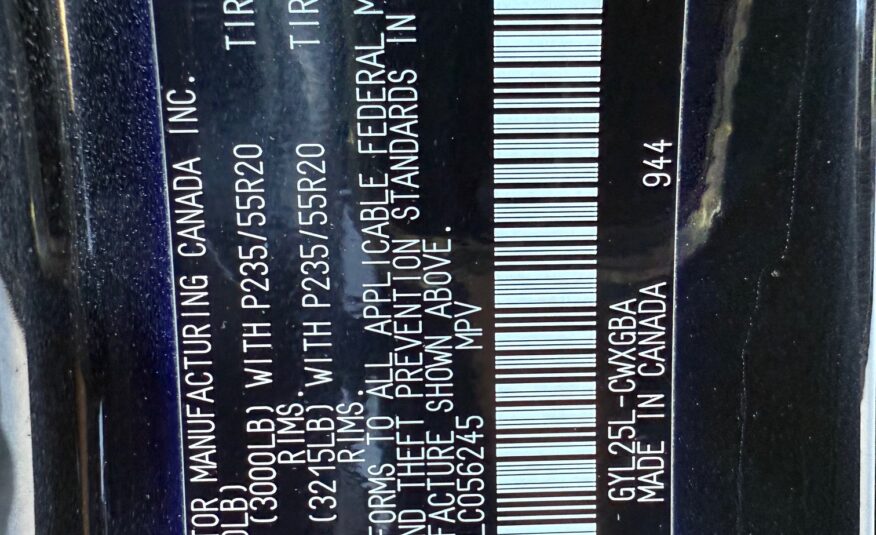 TOR MANUFACTURING CANADA INC.
0LB)
(3000LB) WITH P235/55R20 TIR
RIMS.
(3215LB) WITH P235/55R20 TIR
RIMS.
FORMS TO ALL APPLICABLE FEDERAL M
ND THEFT PREVENTION STANDARDS IN
FACTURE SHOWN ABOVE.
LC056245 MPV
GYL25L-CWXGBA
MADE IN CANADA 944